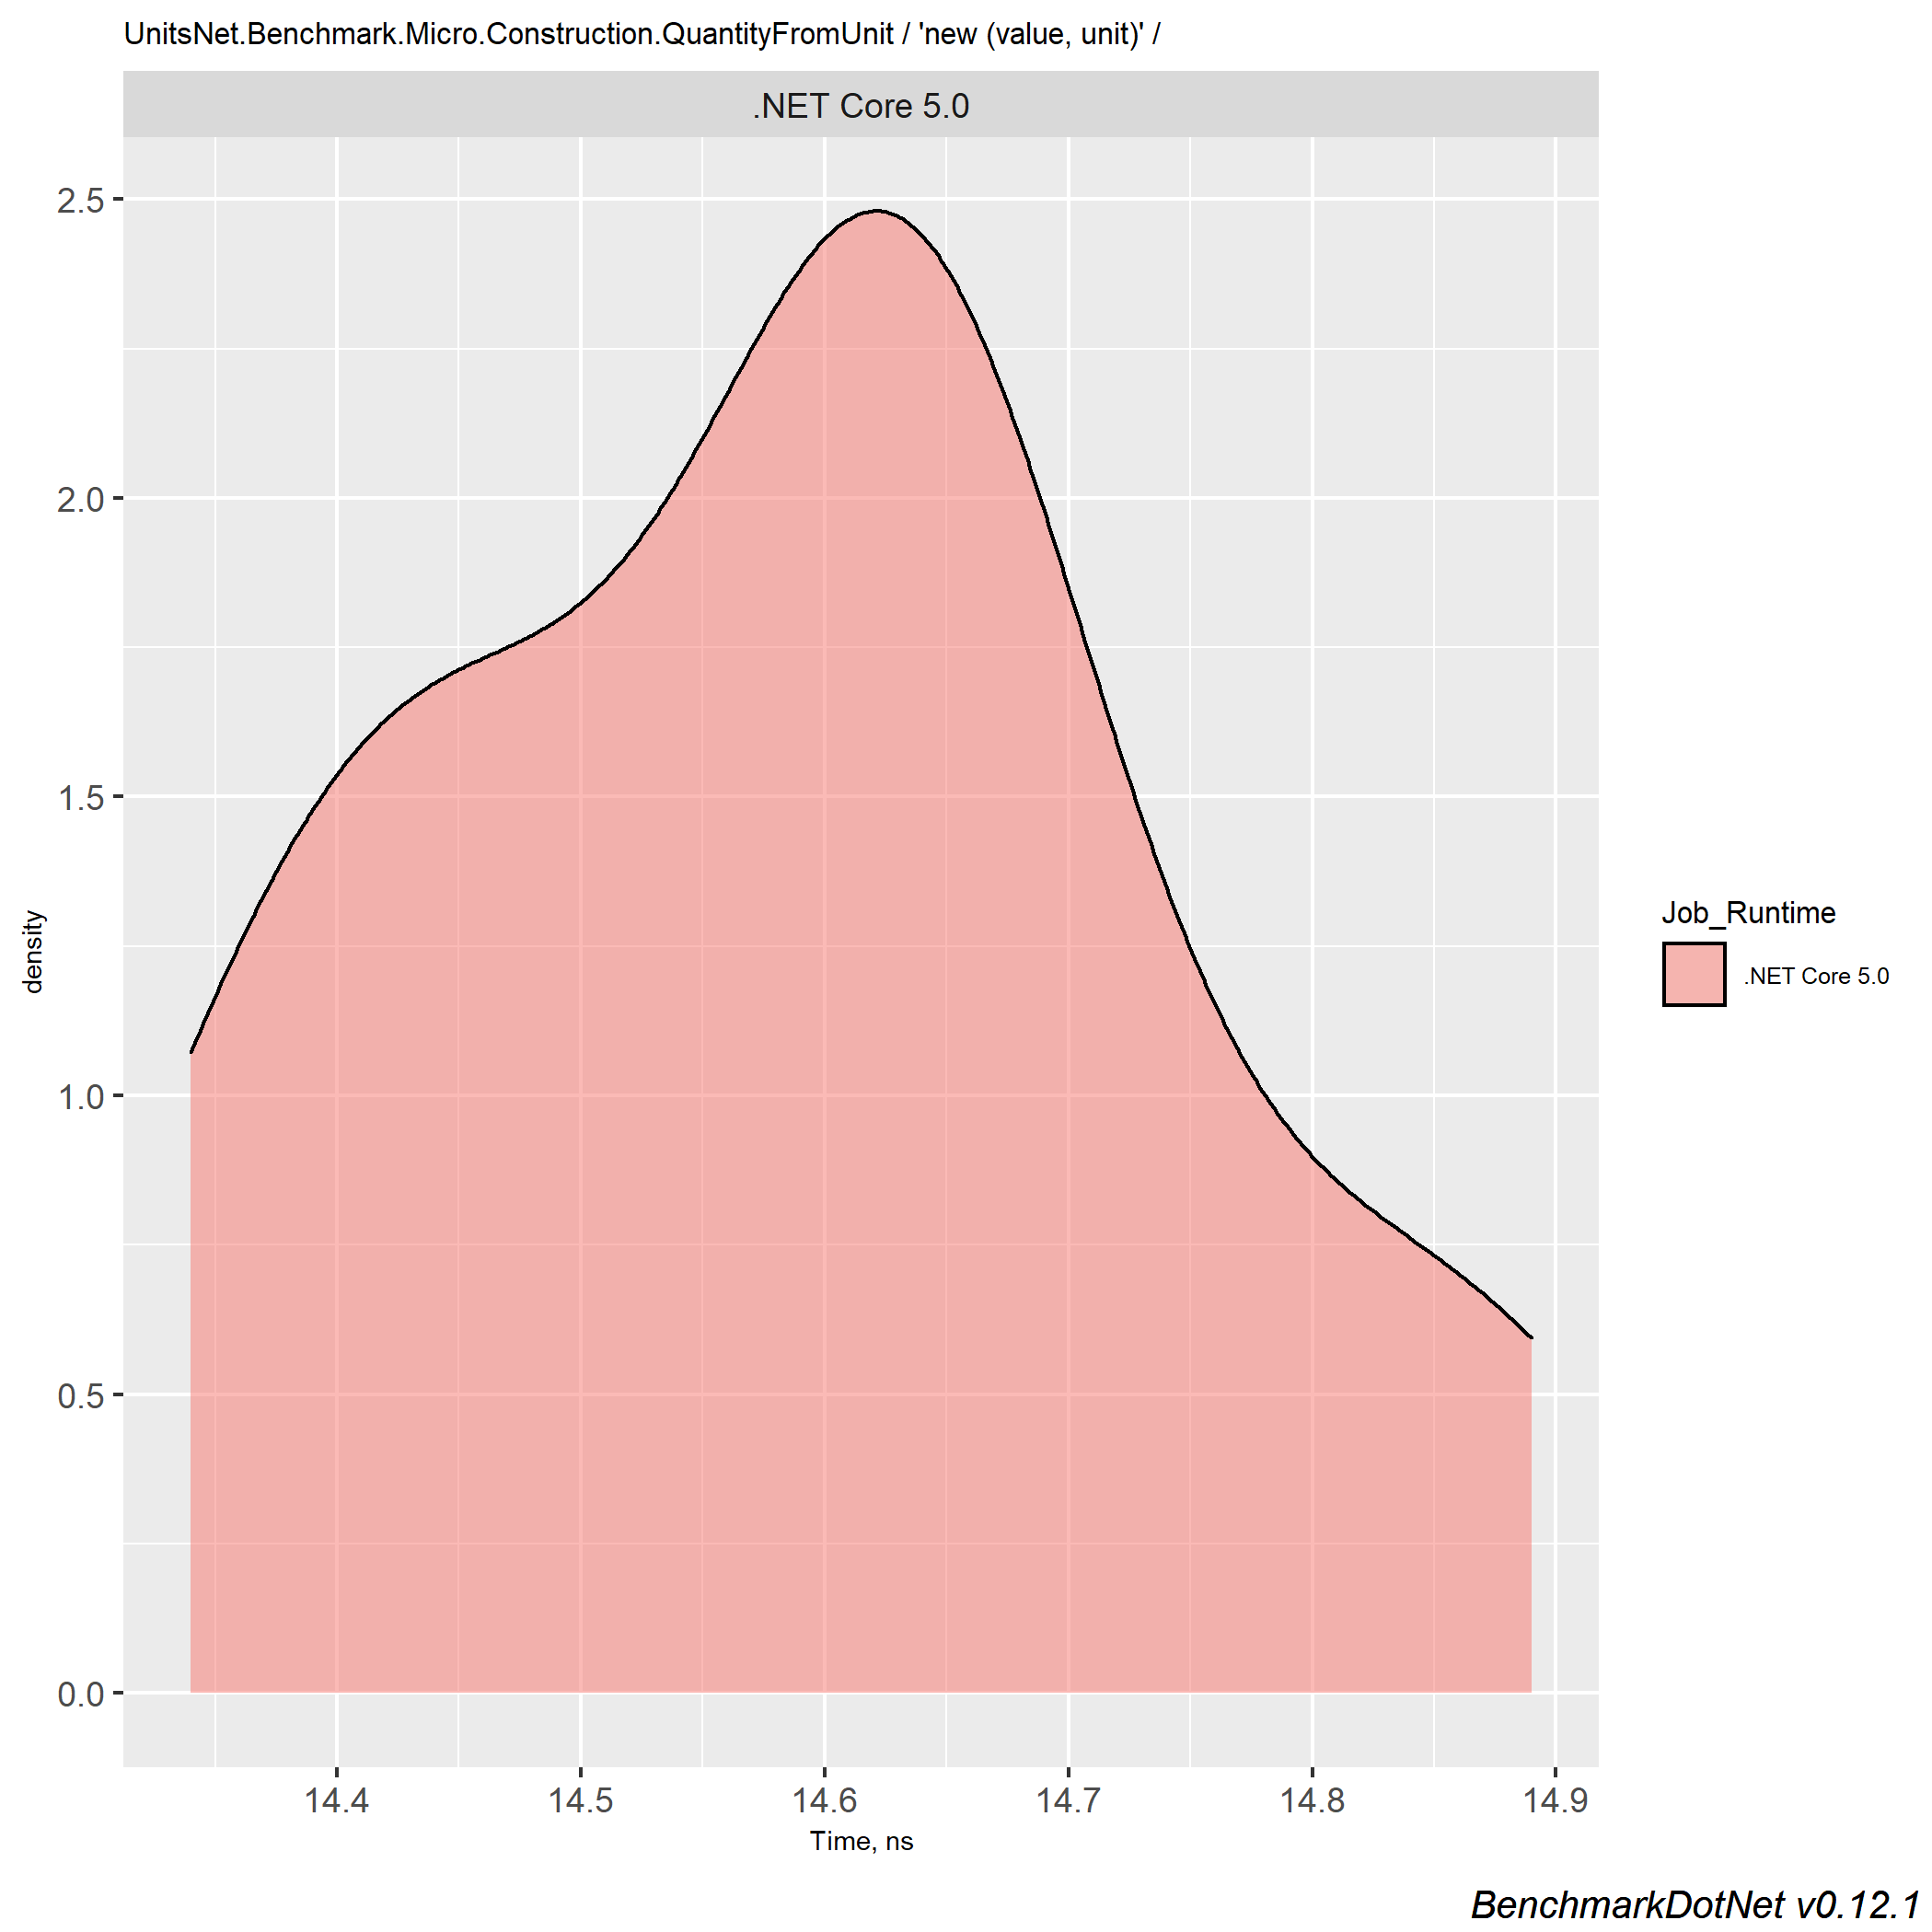 UnitsNet.Benchmark.Micro.Construction.QuantityFromUnit / 'new (value, unit)' /
.NET Core 5.0
2.5
2.0
1.5
1.0
0.5
0.0
density
14.4 14.5 14.6 14.7 14.8 14.9
Time, ns
Job_Runtime
.NET Core 5.0
BenchmarkDotNet v0.12.1